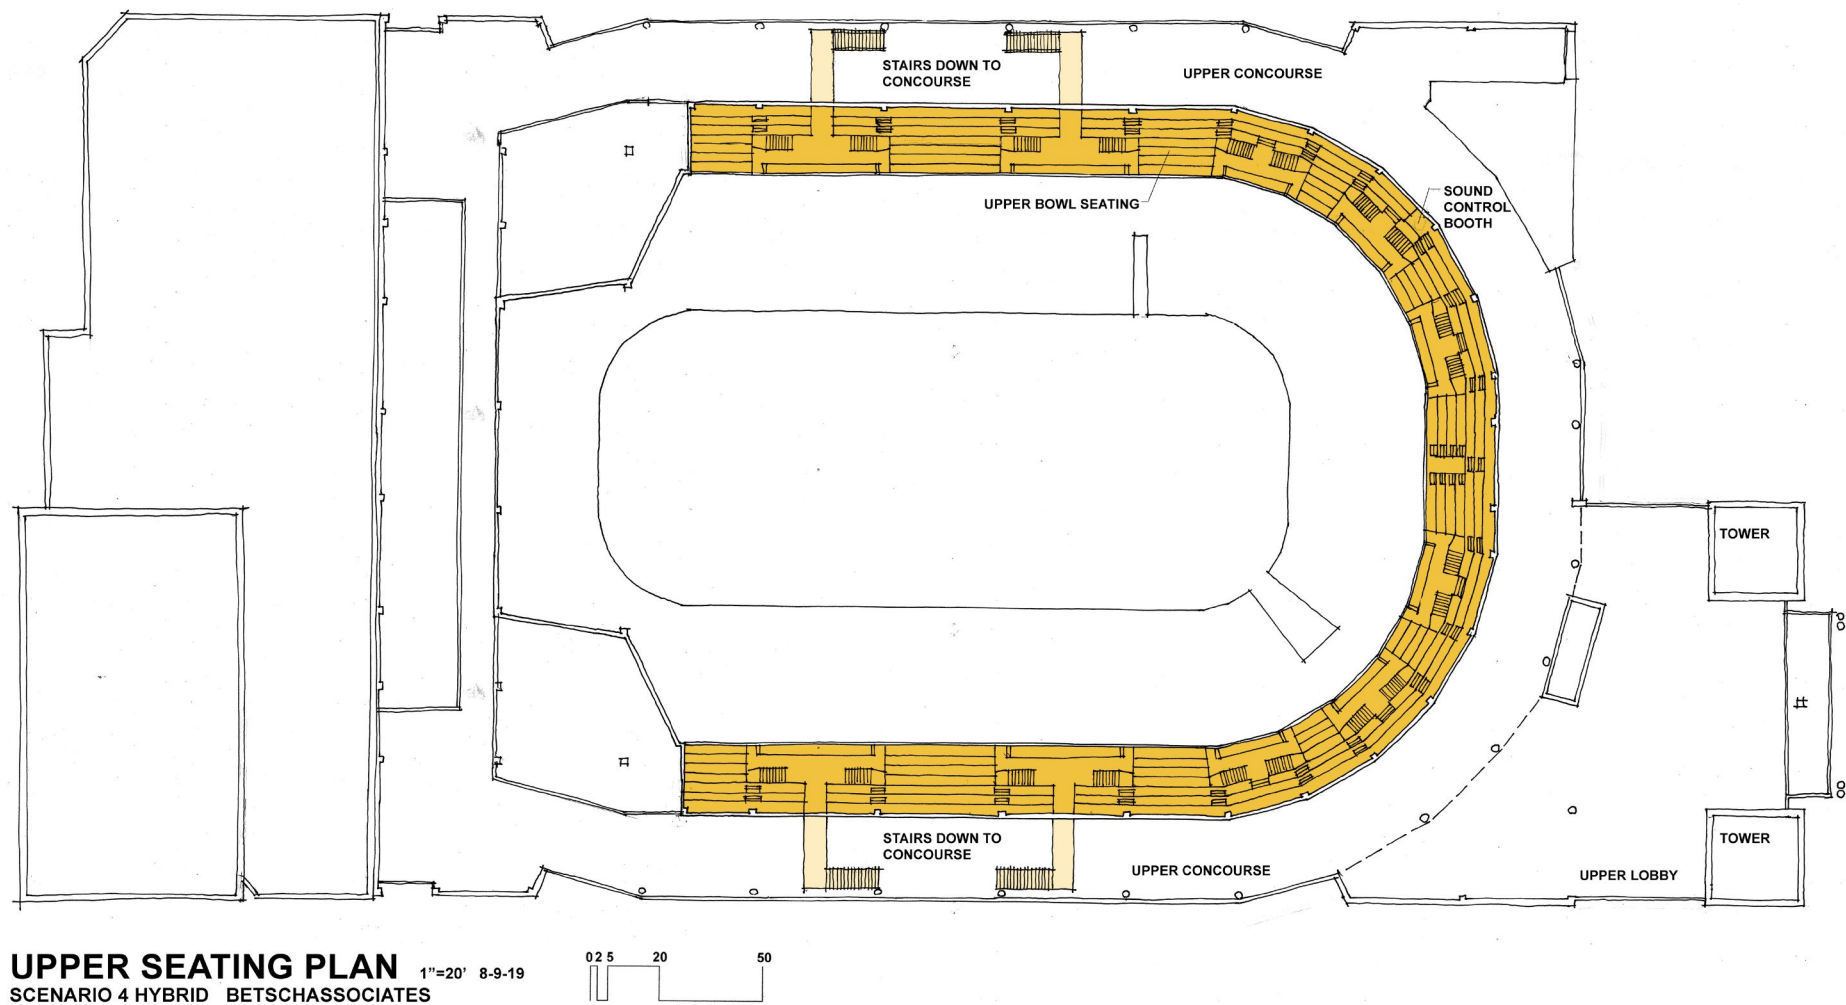 STAIRS DOWN TO
CONCOURSE
UPPER CONCOURSE
SOUND
CONTROL
BOOTH
UPPER BOWL SEATING
TOWER
STAIRS DOWN TO
CONCOURSE
UPPER CONCOURSE
TOWER
UPPER LOBBY
UPPER SEATING PLAN 1"=20' 8-9-19
SCENARIO 4 HYBRID BETSCHASSOCIATES
0 2 5 20 50